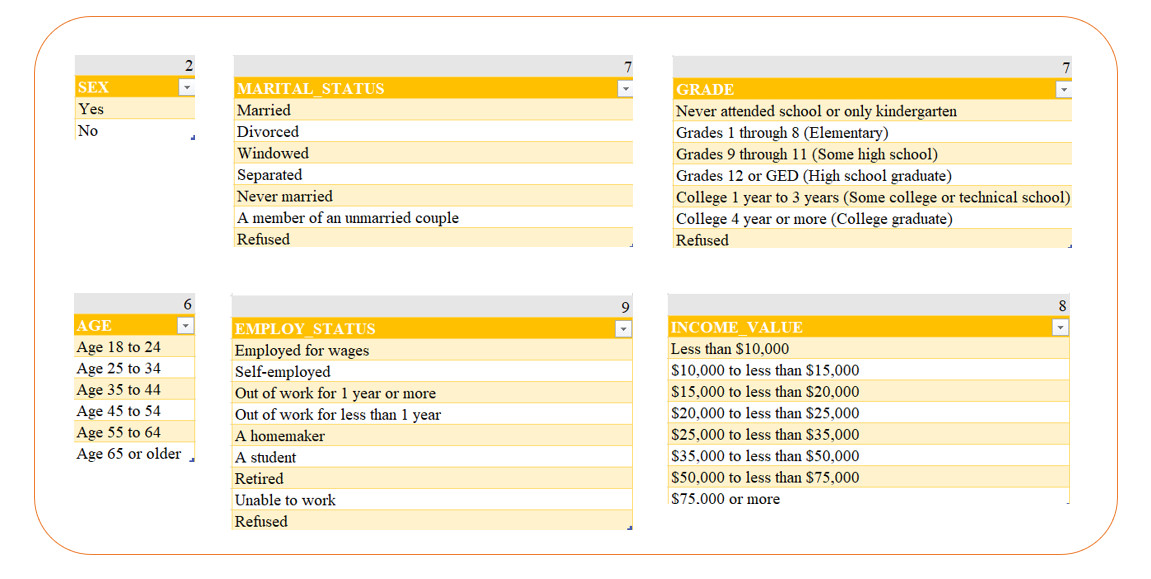 2
SEX
Yes
No
7
MARITAL_STATUS
Married
Divorced
Windowed
Separated
Never married
A member of an unmarried couple
Refused
7
GRADE
Never attended school or only kindergarten
Grades 1 through 8 (Elementary)
Grades 9 through 11 (Some high school)
Grades 12 or GED (High school graduate)
College 1 year to 3 years (Some college or technical school)
College 4 year or more (College graduate)
Refused
6
AGE
Age 18 to 24
Age 25 to 34
Age 35 to 44
Age 45 to 54
Age 55 to 64
Age 65 or older
9
EMPLOY_STATUS
Employed for wages
Self-employed
Out of work for 1 year or more
Out of work for less than 1 year
A homemaker
A student
Retired
Unable to work
Refused
8
INCOME_VALUE
Less than $10,000
$10,000 to less than $15,000
$15,000 to less than $20,000
$20,000 to less than $25,000
$25,000 to less than $35,000
$35,000 to less than $50,000
$50,000 to less than $75,000
$75,000 or more